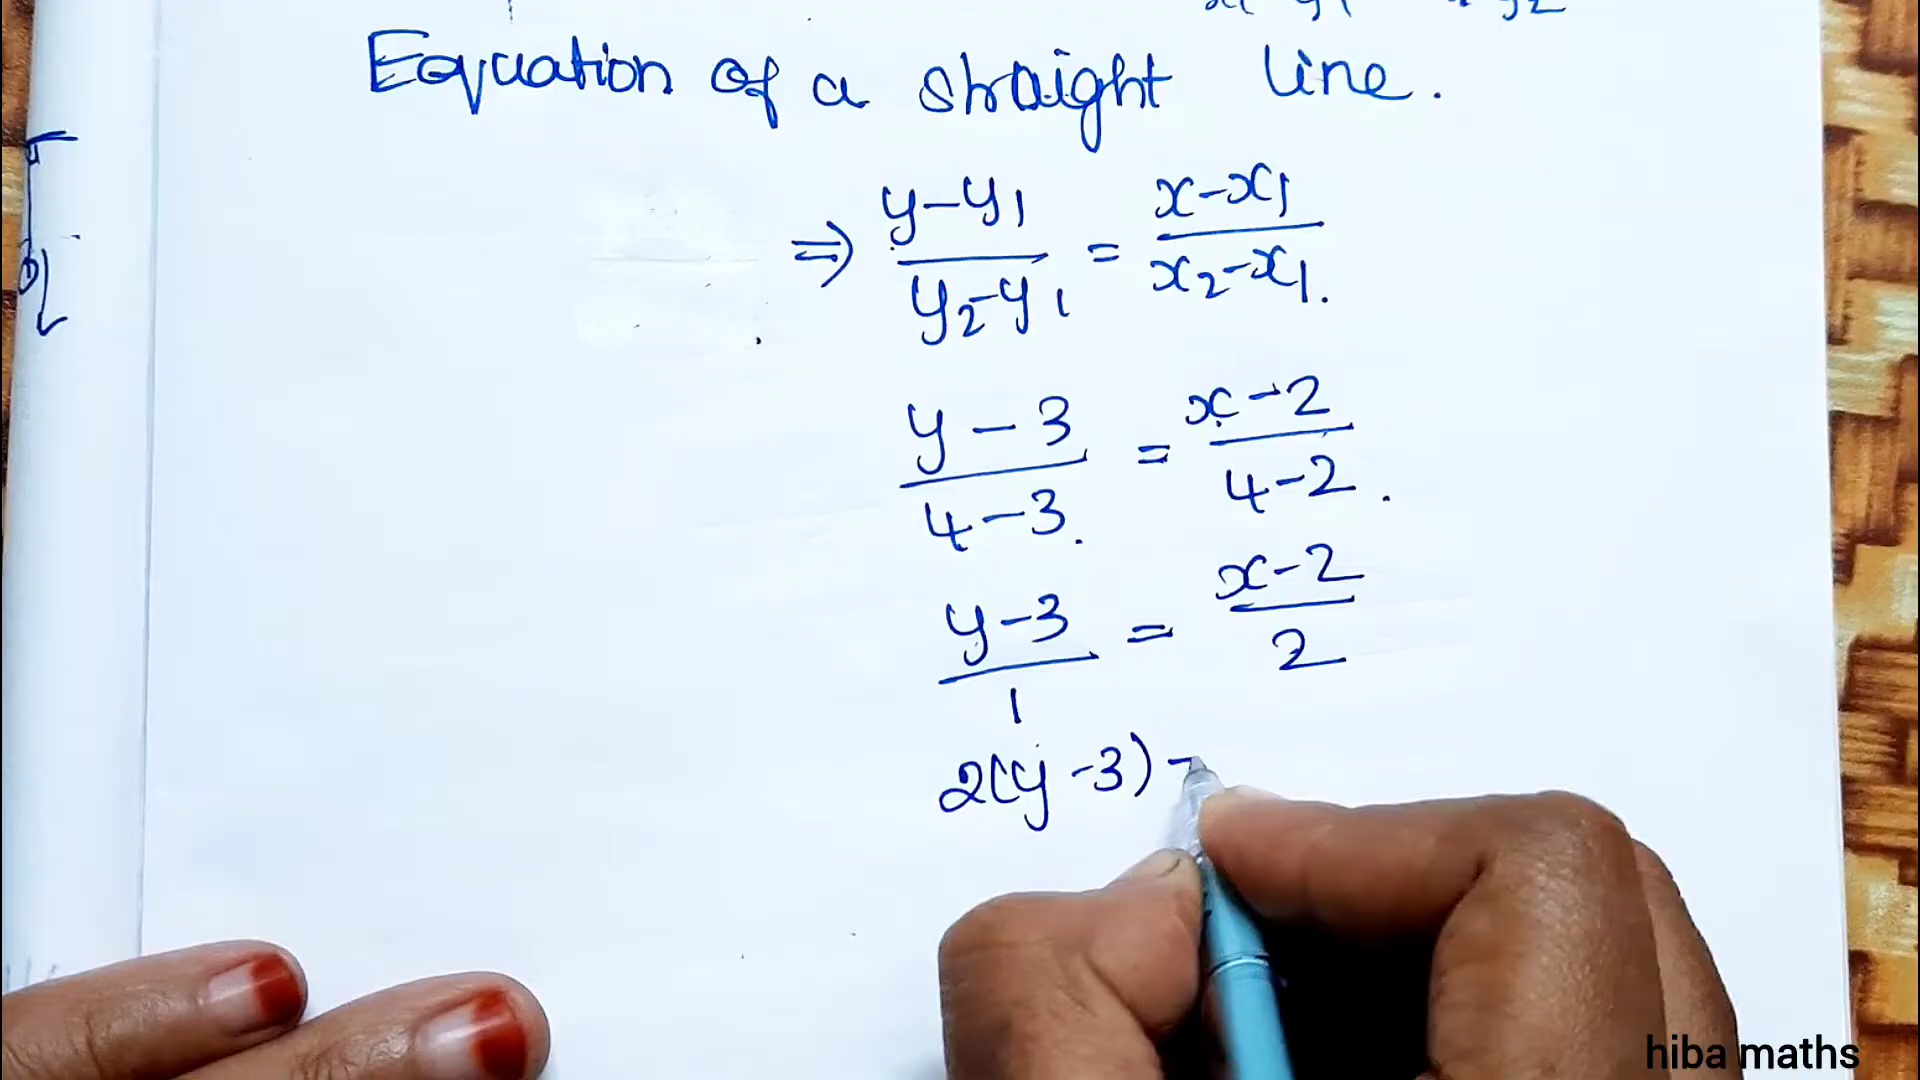 Equation of a straight line.
⇒ y-y1/y2-y1 = x-x1/x2-x1.
y-3/4-3. = x-2/4-2.
y-3/1 = x-2/2
2(y-3) =
hiba maths